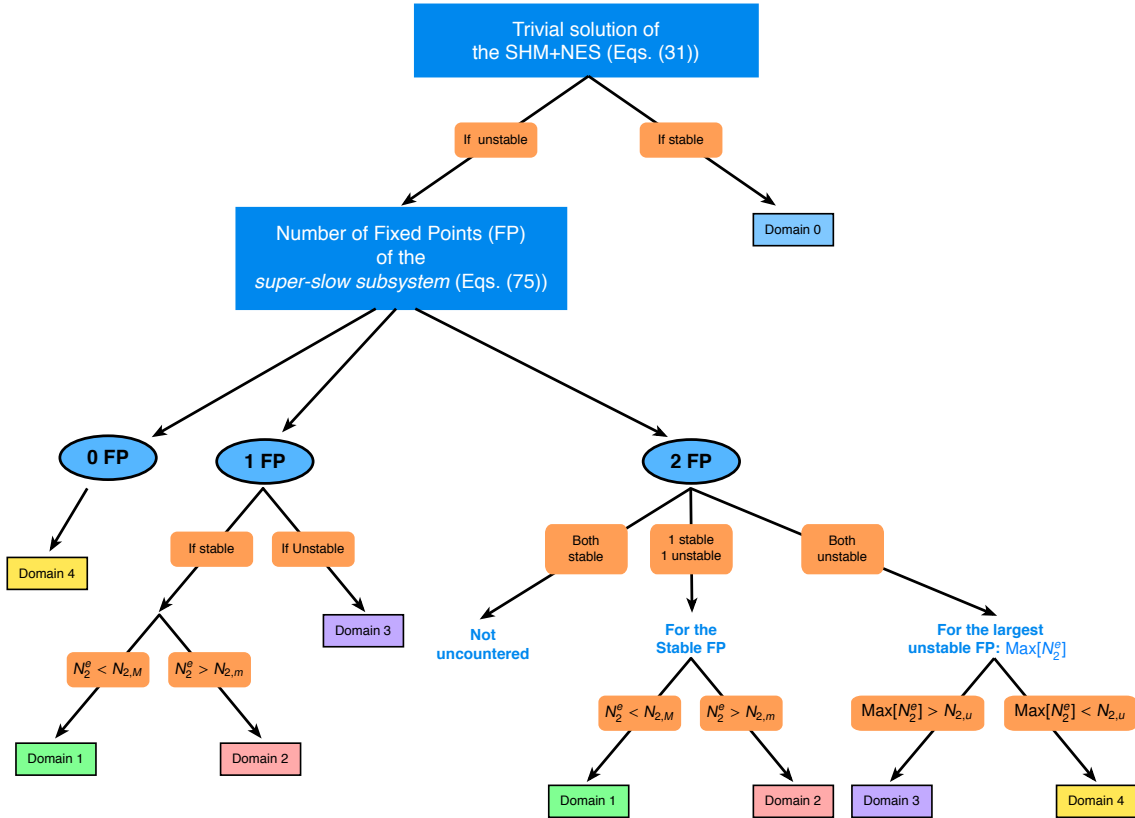 Trivial solution of
the SHM+NES (Eqs. (31))
If unstable
If stable
Domain 0
Number of Fixed Points (FP)
of the
super-slow subsystem (Eqs. (75))
0 FP
1 FP
2 FP
Domain 4
If stable
If Unstable
Domain 3
N₂ᵉ < N₂,M
N₂ᵉ > N₂,m
Domain 1
Domain 2
Both
stable
1 stable
1 unstable
Both
unstable
Not
uncountered
For the
Stable FP
For the largest
unstable FP: Max[N₂ᵉ]
N₂ᵉ < N₂,M
N₂ᵉ > N₂,m
Max[N₂ᵉ] > N₂,u
Max[N₂ᵉ] < N₂,u
Domain 1
Domain 2
Domain 3
Domain 4